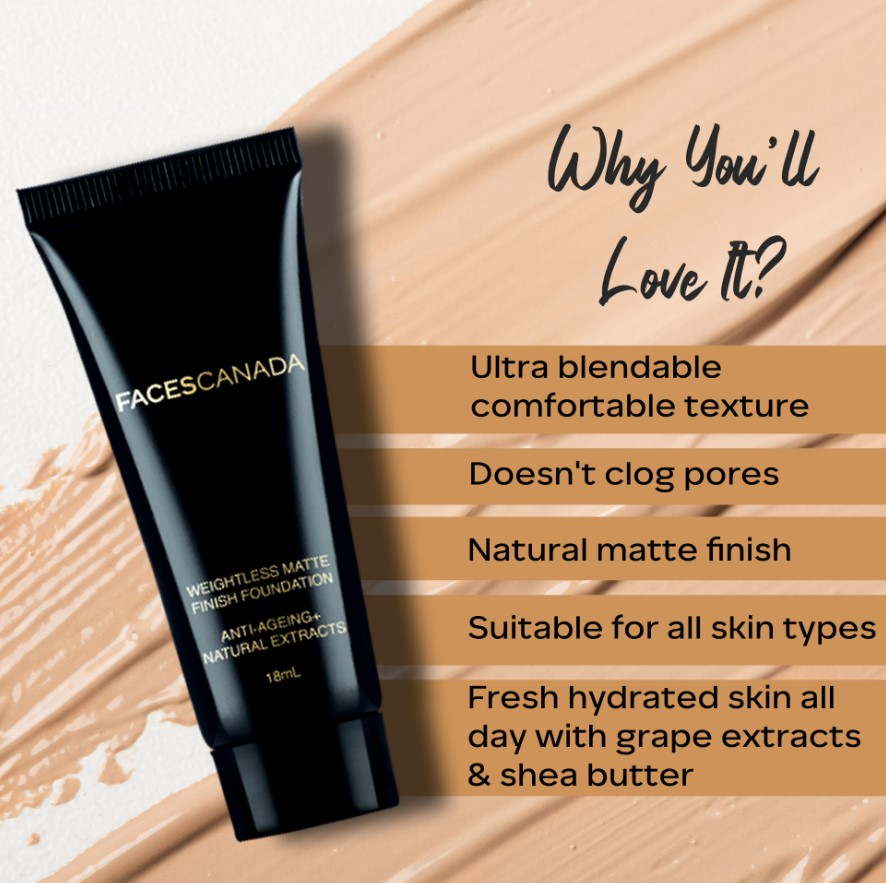 Why You'll
Love It?
FACESCANADA
WEIGHTLESS MATTE
FINISH FOUNDATION
ANTI-AGEING+
NATURAL EXTRACTS
18mL
Ultra blendable
comfortable texture
Doesn't clog pores
Natural matte finish
Suitable for all skin types
Fresh hydrated skin all
day with grape extracts
& shea butter